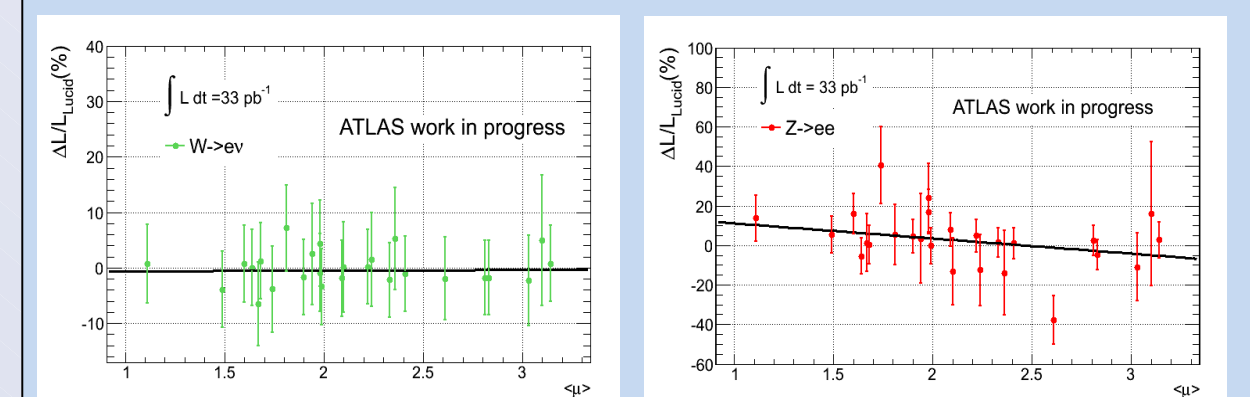 ΔL/L_Lucid(%)
40
30
20
10
0
-10
∫ L dt =33 pb⁻¹
ATLAS work in progress
W->eν
1 1.5 2 2.5 3
<μ>
ΔL/L_Lucid(%)
100
80
60
40
20
0
-20
-40
-60
∫ L dt = 33 pb⁻¹
ATLAS work in progress
Z->ee
1 1.5 2 2.5 3
<μ>